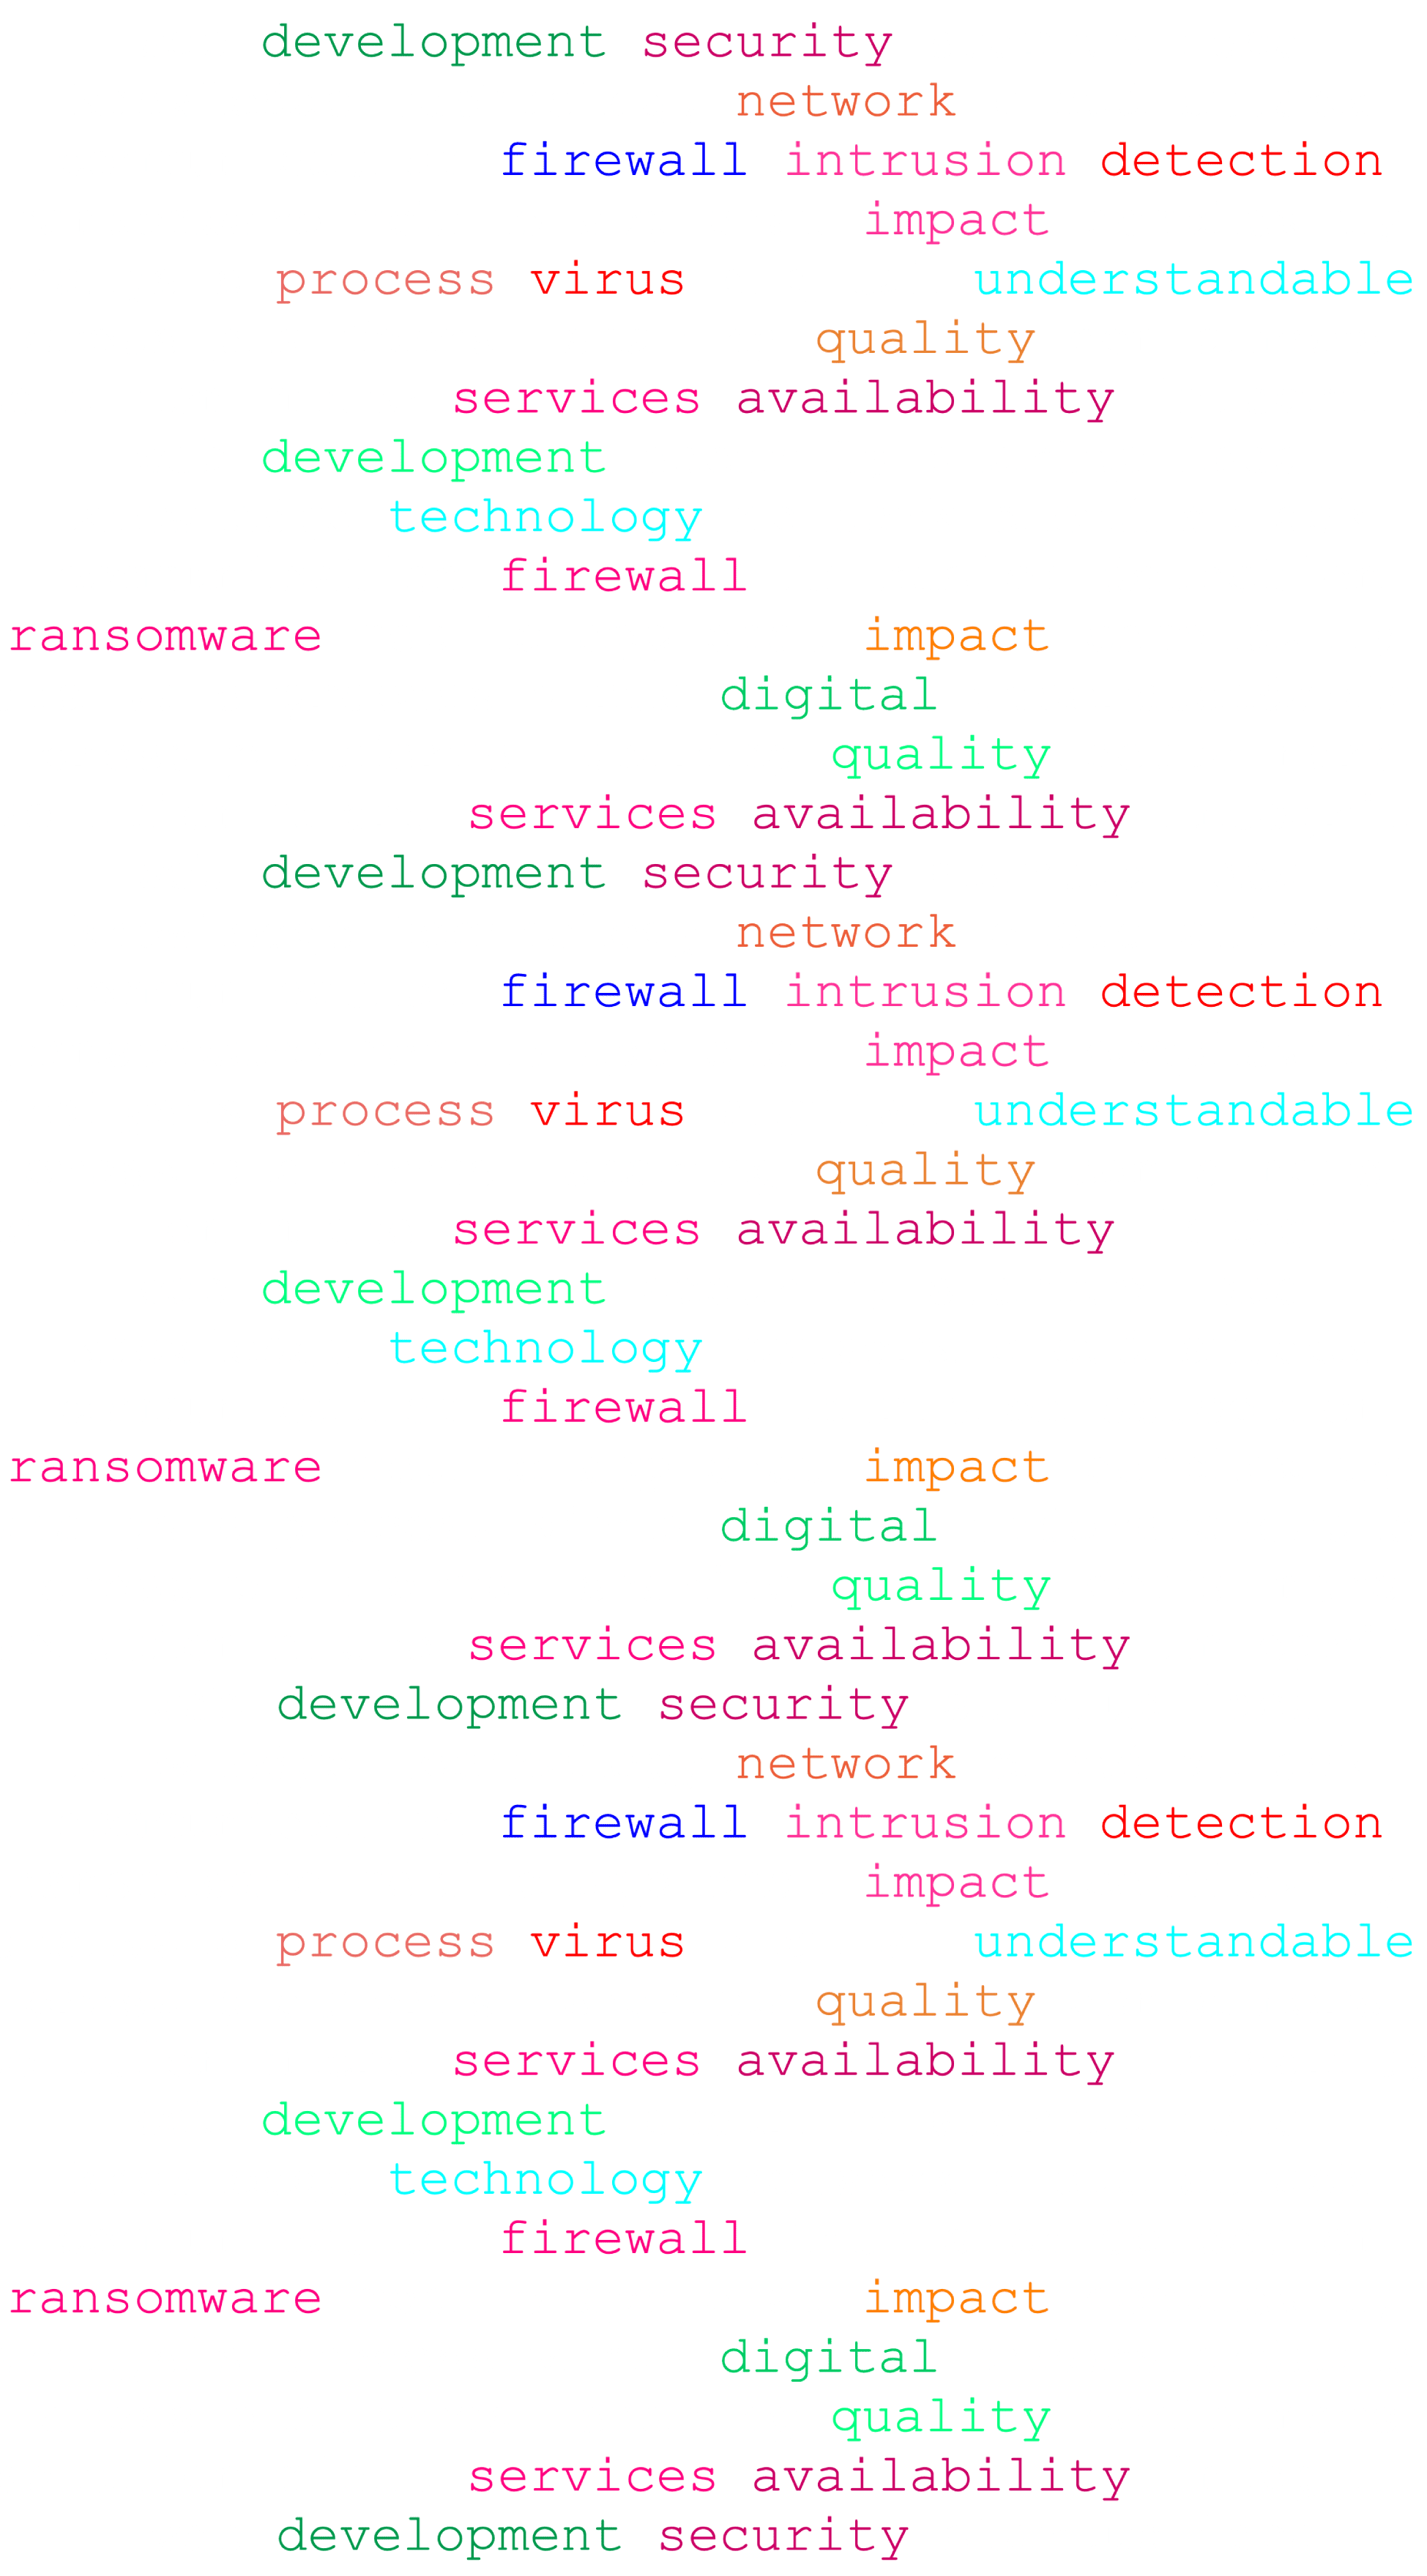 development security
network
firewall intrusion detection
impact
process virus understandable
quality
services availability
development
technology
firewall
ransomware impact
digital
quality
services availability
development security
network
firewall intrusion detection
impact
process virus understandable
quality
services availability
development
technology
firewall
ransomware impact
digital
quality
services availability
development security
network
firewall intrusion detection
impact
process virus understandable
quality
services availability
development
technology
firewall
ransomware impact
digital
quality
services availability
development security